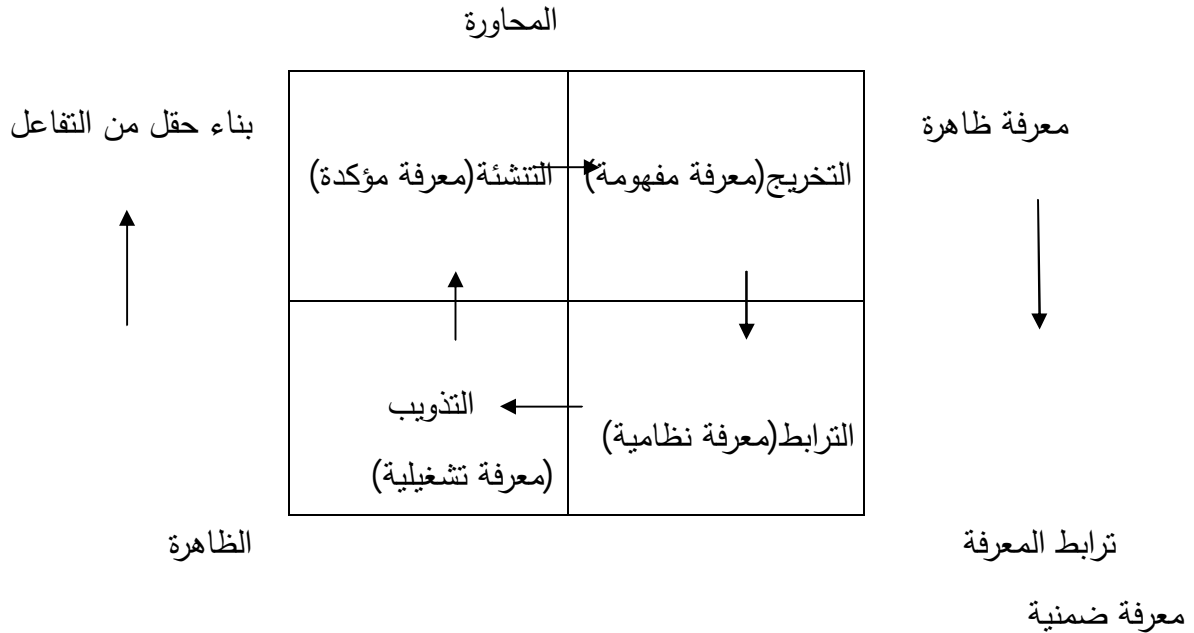 المحاورة
معرفة ظاهرة
بناء حقل من التفاعل
التخريج(معرفة مفهومة)
التنشئة(معرفة مؤكدة)
الترابط(معرفة نظامية)
التذويب
(معرفة تشغيلية)
ترابط المعرفة
الظاهرة
معرفة ضمنية